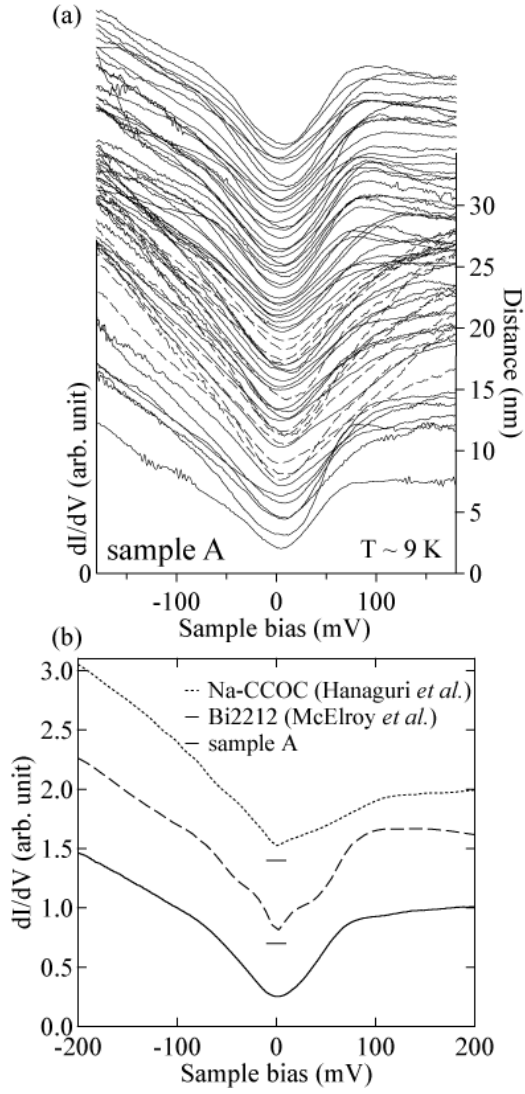 (a)
30
25
20
15
10
5
0
Distance (nm)
dI/dV (arb. unit)
0
sample A
T ~ 9 K
-100
0
100
Sample bias (mV)
(b)
3.0
2.5
2.0
1.5
1.0
0.5
0.0
dI/dV (arb. unit)
Na-CCOC (Hanaguri et al.)
Bi2212 (McElroy et al.)
sample A
-200
-100
0
100
200
Sample bias (mV)